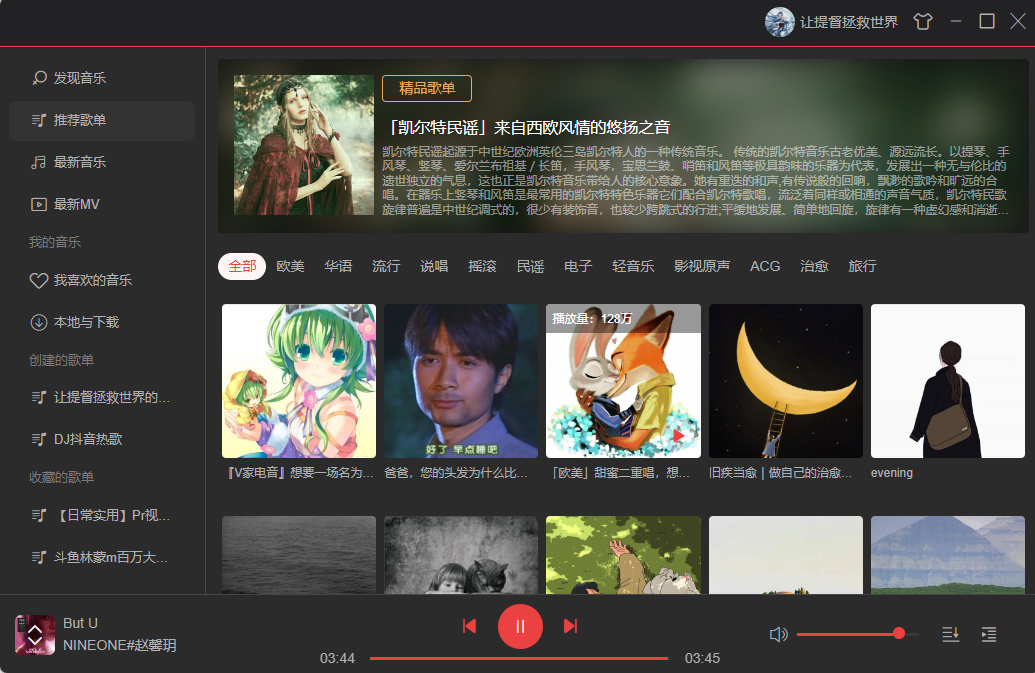 让提督拯救世界
发现音乐
推荐歌单
最新音乐
最新MV
我的音乐
我喜欢的音乐
本地与下载
创建的歌单
让提督拯救世界的...
DJ抖音热歌
收藏的歌单
【日常实用】Pr视...
斗鱼林蒙m百万大...
精品歌单
「凯尔特民谣」来自西欧风情的悠扬之音
凯尔特民谣起源于中世纪欧洲英伦三岛凯尔特人的一种传统音乐。 传统的凯尔特音乐古老优美、源远流长。以提琴、手
风琴、竖琴、爱尔兰布祖基 / 长笛，手风琴，宝思兰鼓、哨笛和风笛等极具韵味的乐器为代表，发展出一种无与伦比的
遗世独立的气息，这也正是凯尔特音乐带给人的核心意象。她有重迭的和声,有传说般的回响，飘渺的歌吟和旷远的合
唱。在器乐上竖琴和风笛是最常用的凯尔特特色乐器它们配合凯尔特歌唱，流泛着同样或相通的声音气质，凯尔特民歌
旋律普遍是中世纪调式的，很少有装饰音，也较少跨跳式的行进;平缓地发展、简单地回旋，旋律有一种虚幻感和消逝...
全部 欧美 华语 流行 说唱 摇滚 民谣 电子 轻音乐 影视原声 ACG 治愈 旅行
播放量：128万
好了 早点睡吧
『V家电音』想要一场名为...
爸爸，您的头发为什么比...
「欧美」甜蜜二重唱，想...
旧疾当愈 | 做自己的治愈...
evening
But U
NINEONE#赵馨玥
03:44
03:45